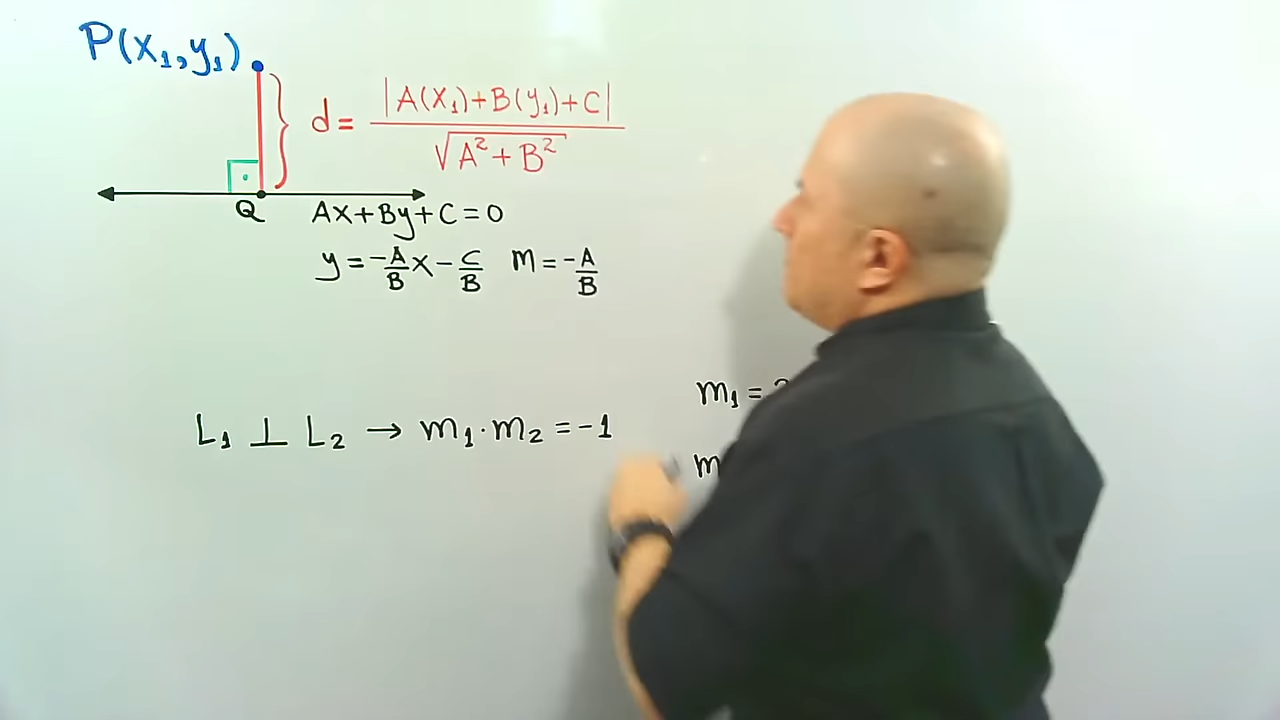 P(x₁,y₁)
d = |A(x₁)+B(y₁)+C| / √A²+B²
Q Ax+By+C=0
y = -A/B x - C/B m = -A/B
L₁ ⊥ L₂ → m₁·m₂ = -1
m₁ =
m